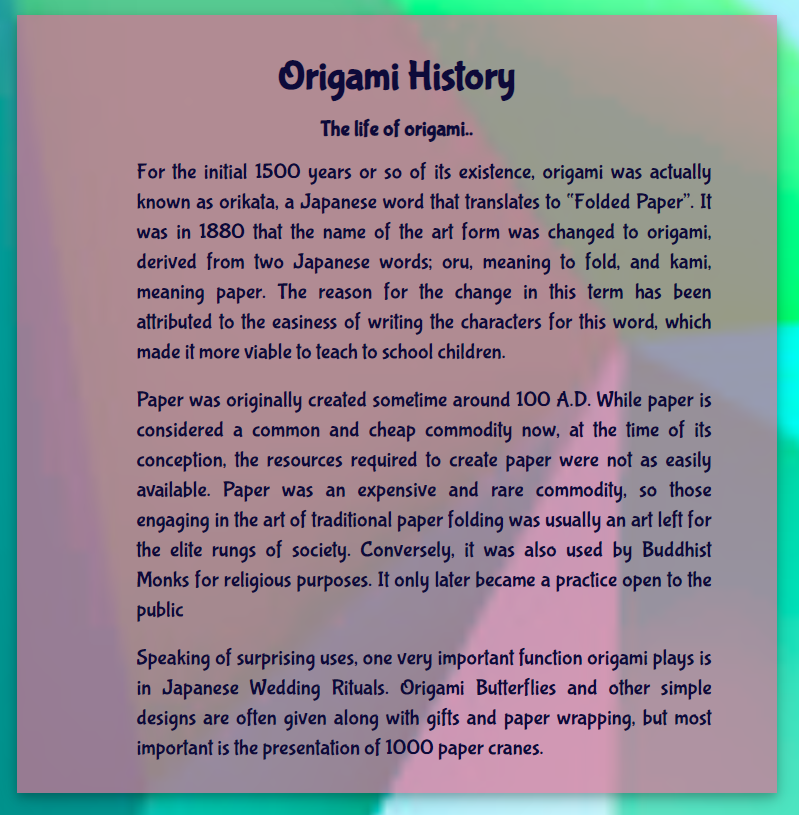 Origami History
The life of origami..
For the initial 1500 years or so of its existence, origami was actually
known as orikata, a Japanese word that translates to "Folded Paper". It
was in 1880 that the name of the art form was changed to origami,
derived from two Japanese words; oru, meaning to fold, and kami,
meaning paper. The reason for the change in this term has been
attributed to the easiness of writing the characters for this word, which
made it more viable to teach to school children.
Paper was originally created sometime around 100 A.D. While paper is
considered a common and cheap commodity now, at the time of its
conception, the resources required to create paper were not as easily
available. Paper was an expensive and rare commodity, so those
engaging in the art of traditional paper folding was usually an art left for
the elite rungs of society. Conversely, it was also used by Buddhist
Monks for religious purposes. It only later became a practice open to the
public
Speaking of surprising uses, one very important function origami plays is
in Japanese Wedding Rituals. Origami Butterflies and other simple
designs are often given along with gifts and paper wrapping, but most
important is the presentation of 1000 paper cranes.